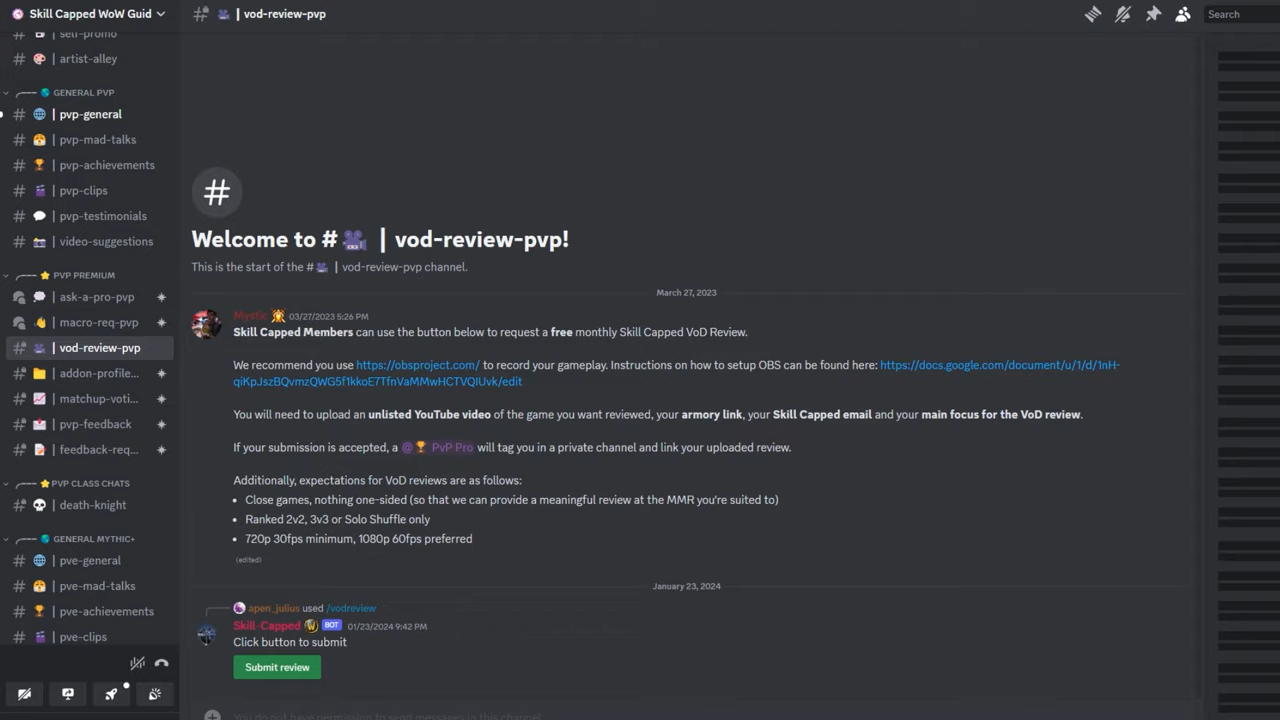 Skill Capped WoW Guid
| vod-review-pvp
Search
self-promo
artist-alley
GENERAL PVP
| pvp-general
| pvp-mad-talks
| pvp-achievements
| pvp-clips
| pvp-testimonials
| video-suggestions
PVP PREMIUM
| ask-a-pro-pvp
| macro-req-pvp
| vod-review-pvp
| addon-profile...
| matchup-voti...
| pvp-feedback
| feedback-req...
PVP CLASS CHATS
| death-knight
GENERAL MYTHIC+
| pve-general
| pve-mad-talks
| pve-achievements
| pve-clips
#
Welcome to # | vod-review-pvp!
This is the start of the # | vod-review-pvp channel.
March 27, 2023
Mystic 03/27/2023 5:26 PM
Skill Capped Members can use the button below to request a free monthly Skill Capped VoD Review.
We recommend you use https://obsproject.com/ to record your gameplay. Instructions on how to setup OBS can be found here: https://docs.google.com/document/u/1/d/1nH-
qiKpJszBQvmzQWG5f1kkoE7TfnVaMMwHCTVQIUvk/edit
You will need to upload an unlisted YouTube video of the game you want reviewed, your armory link, your Skill Capped email and your main focus for the VoD review.
If your submission is accepted, a @ PvP Pro will tag you in a private channel and link your uploaded review.
Additionally, expectations for VoD reviews are as follows:
• Close games, nothing one-sided (so that we can provide a meaningful review at the MMR you're suited to)
• Ranked 2v2, 3v3 or Solo Shuffle only
• 720p 30fps minimum, 1080p 60fps preferred
(edited)
January 23, 2024
apen_julius used /vodreview
Skill-Capped BOT 01/23/2024 9:42 PM
Click button to submit
Submit review
You do not have permission to send messages in this channel.